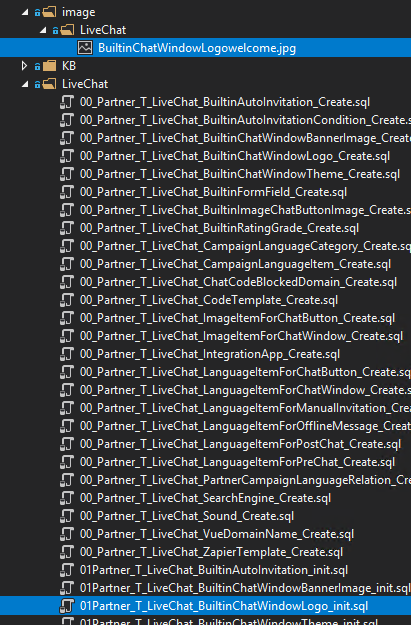 image
LiveChat
BuiltinChatWindowLogowelcome.jpg
KB
LiveChat
00_Partner_T_LiveChat_BuiltinAutoInvitation_Create.sql
00_Partner_T_LiveChat_BuiltinAutoInvitationCondition_Create.s
00_Partner_T_LiveChat_BuiltinChatWindowBannerImage_Create
00_Partner_T_LiveChat_BuiltinChatWindowLogo_Create.sql
00_Partner_T_LiveChat_BuiltinChatWindowTheme_Create.sql
00_Partner_T_LiveChat_BuiltinFormField_Create.sql
00_Partner_T_LiveChat_BuiltinImageChatButtonImage_Create.s
00_Partner_T_LiveChat_BuiltinRatingGrade_Create.sql
00_Partner_T_LiveChat_CampaignLanguageCategory_Create.sql
00_Partner_T_LiveChat_CampaignLanguageItem_Create.sql
00_Partner_T_LiveChat_ChatCodeBlockedDomain_Create.sql
00_Partner_T_LiveChat_CodeTemplate_Create.sql
00_Partner_T_LiveChat_ImageItemForChatButton_Create.sql
00_Partner_T_LiveChat_ImageItemForChatWindow_Create.sql
00_Partner_T_LiveChat_IntegrationApp_Create.sql
00_Partner_T_LiveChat_LanguageItemForChatButton_Create.sql
00_Partner_T_LiveChat_LanguageItemForChatWindow_Create.sq
00_Partner_T_LiveChat_LanguageItemForManualInvitation_Crea
00_Partner_T_LiveChat_LanguageItemForOfflineMessage_Creat
00_Partner_T_LiveChat_LanguageItemForPostChat_Create.sql
00_Partner_T_LiveChat_LanguageItemForPreChat_Create.sql
00_Partner_T_LiveChat_PartnerCampaignLanguageRelation_Cre
00_Partner_T_LiveChat_SearchEngine_Create.sql
00_Partner_T_LiveChat_Sound_Create.sql
00_Partner_T_LiveChat_VueDomainName_Create.sql
00_Partner_T_LiveChat_ZapierTemplate_Create.sql
01Partner_T_LiveChat_BuiltinAutoInvitation_init.sql
01Partner_T_LiveChat_BuiltinChatWindowBannerImage_init.sql
01Partner_T_LiveChat_BuiltinChatWindowLogo_init.sql
01Partner_T_LiveChat_BuiltinChatWindowTheme_init.sql